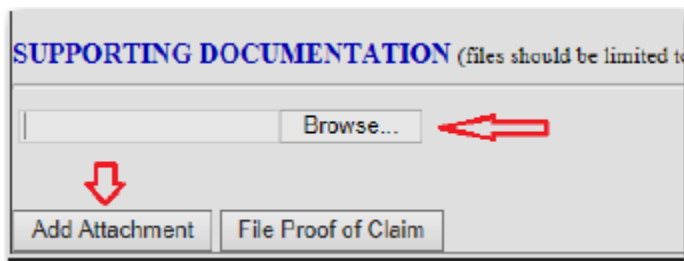 SUPPORTING DOCUMENTATION (files should be limited to
Browse...
Add Attachment File Proof of Claim